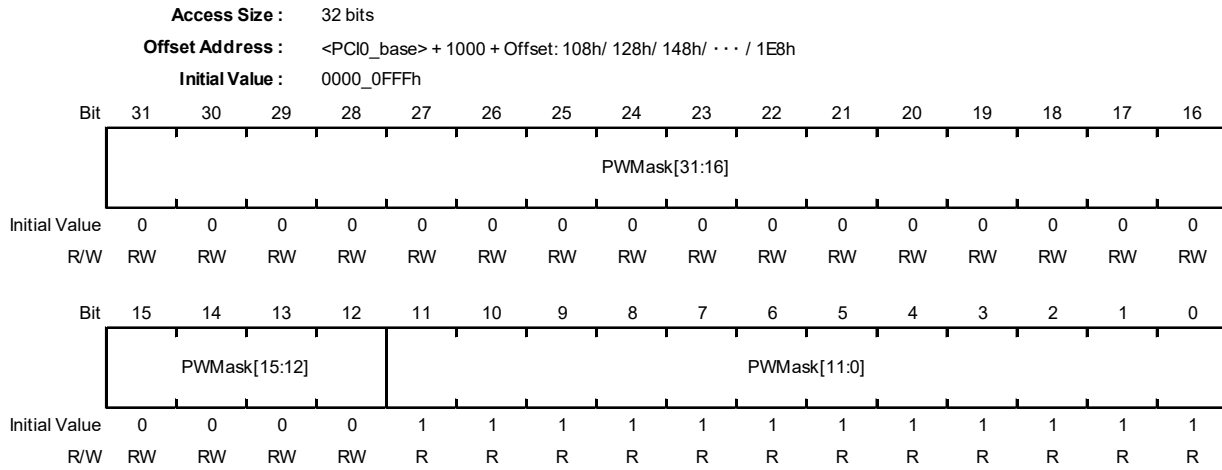 Access Size : 32 bits
Offset Address : <PCI0_base> + 1000 + Offset: 108h/ 128h/ 148h/ ・・・ / 1E8h
Initial Value : 0000_0FFFh
Bit 31 30 29 28 27 26 25 24 23 22 21 20 19 18 17 16
PWMask[31:16]
Initial Value 0 0 0 0 0 0 0 0 0 0 0 0 0 0 0 0
R/W RW RW RW RW RW RW RW RW RW RW RW RW RW RW RW RW
Bit 15 14 13 12 11 10 9 8 7 6 5 4 3 2 1 0
PWMask[15:12] PWMask[11:0]
Initial Value 0 0 0 0 1 1 1 1 1 1 1 1 1 1 1 1
R/W RW RW RW RW R R R R R R R R R R R R